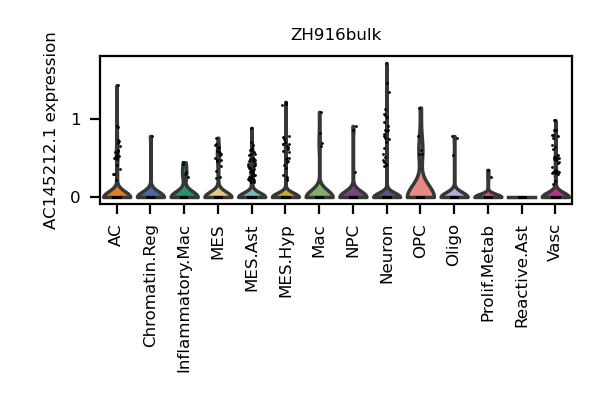 ZH916bulk
AC145212.1 expression
1
0
AC
Chromatin.Reg
Inflammatory.Mac
MES
MES.Ast
MES.Hyp
Mac
NPC
Neuron
OPC
Oligo
Prolif.Metab
Reactive.Ast
Vasc